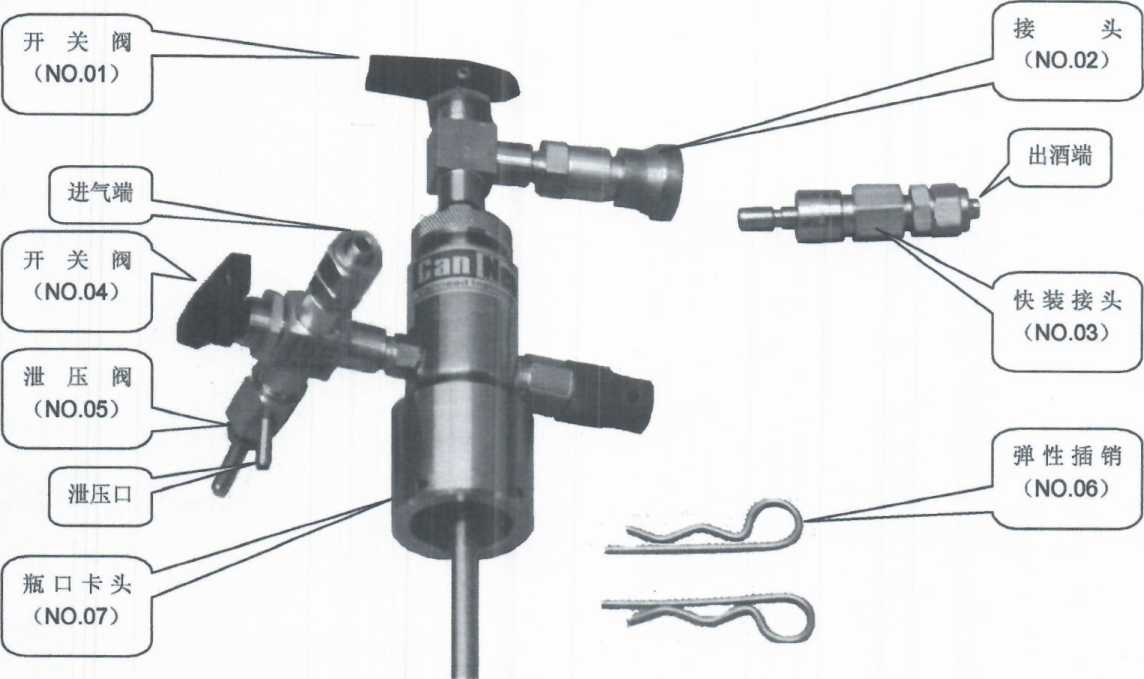 开关阀
（NO.01）
接头
（NO.02）
出酒端
进气端
开关阀
（NO.04）
Can
快装接头
（NO.03）
泄压阀
（NO.05）
弹性插销
（NO.06）
泄压口
瓶口卡头
（NO.07）